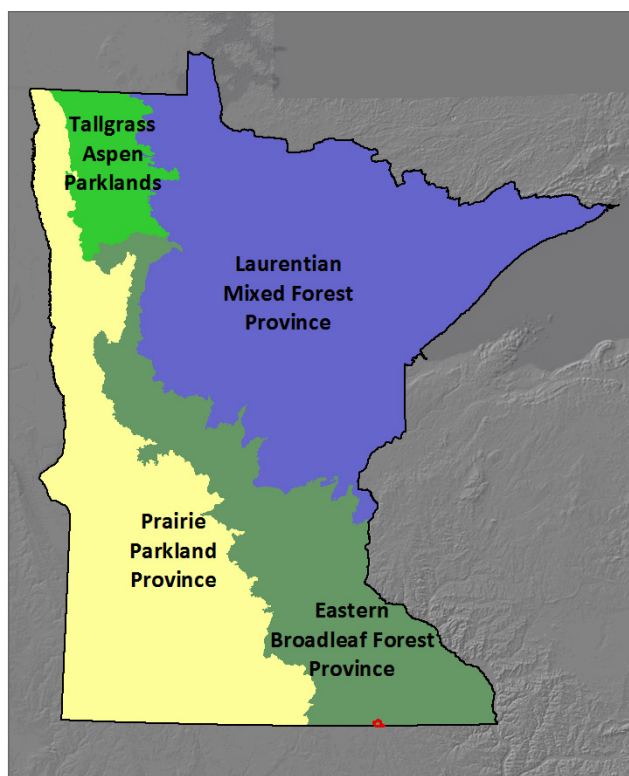 Tallgrass
Aspen
Parklands
Laurentian
Mixed Forest
Province
Prairie
Parkland
Province
Eastern
Broadleaf Forest
Province